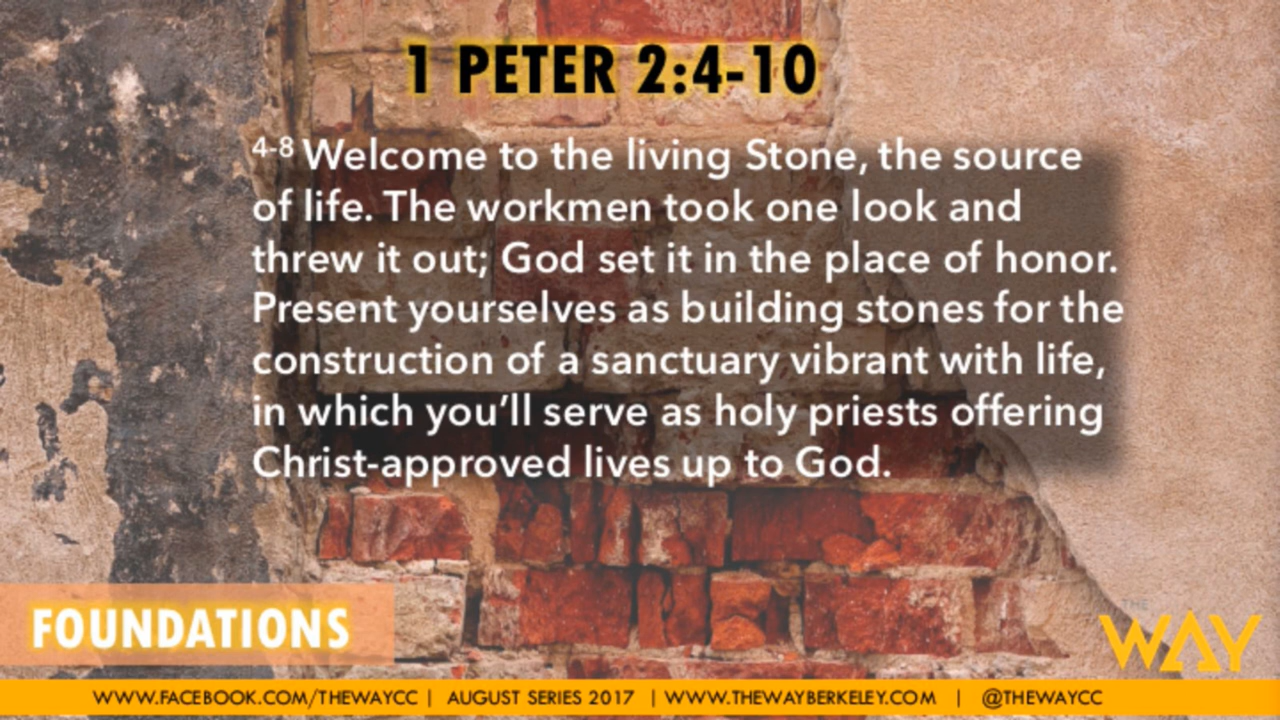 1 PETER 2:4-10
4-8 Welcome to the living Stone, the source
of life. The workmen took one look and
threw it out; God set it in the place of honor.
Present yourselves as building stones for the
construction of a sanctuary vibrant with life,
in which you’ll serve as holy priests offering
Christ-approved lives up to God.
FOUNDATIONS
THE
WAY
WWW.FACEBOOK.COM/THEWAYCC | AUGUST SERIES 2017 | WWW.THEWAYBERKELEY.COM | @THEWAYCC